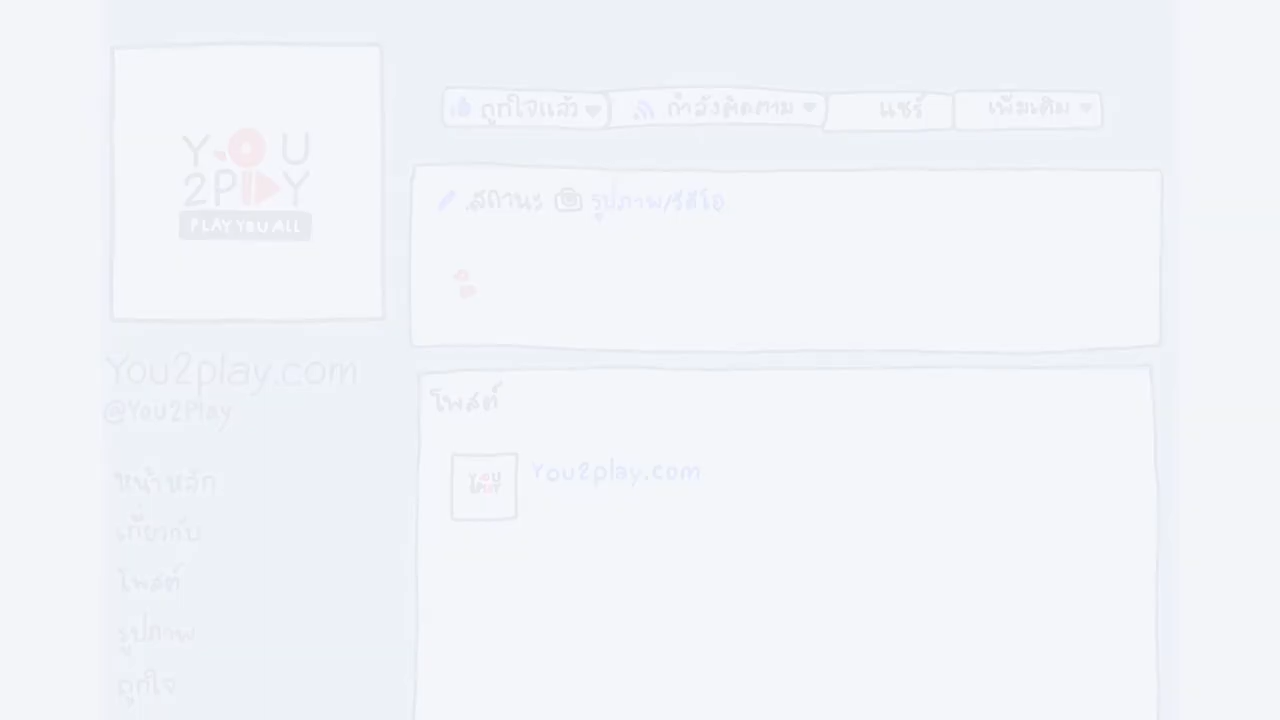 Y♥OU
2PLAY
PLAY YOU ALL
ถูกใจแล้ว
กำลังติดตาม
แชร์
เพิ่มเติม
สถานะ
รูปภาพ/วีดีโอ
You2play.com
@You2Play
หน้าหลัก
เกี่ยวกับ
โพสต์
รูปภาพ
ถูกใจ
โพสต์
YOU
2PLAY
You2play.com